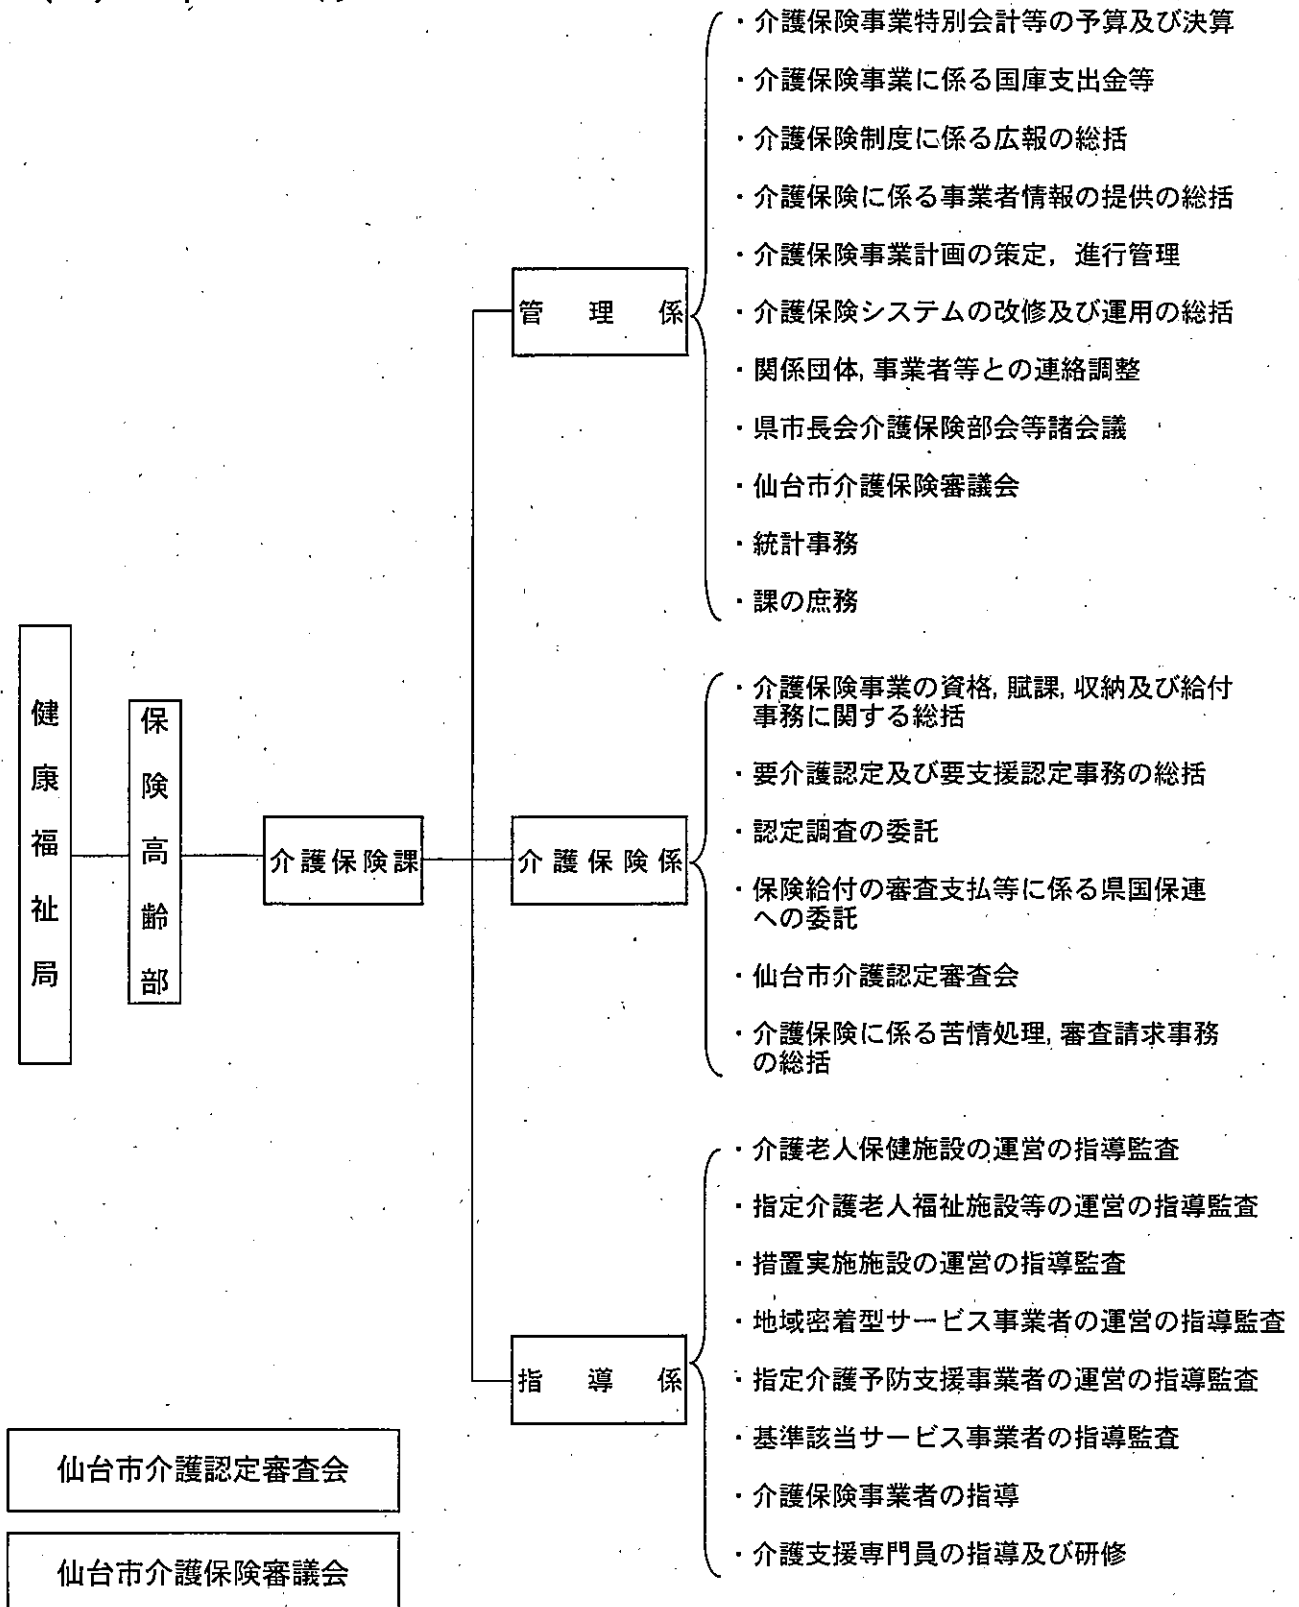 ・介護保険事業特別会計等の予算及び決算
・介護保険事業に係る国庫支出金等
・介護保険制度に係る広報の総括
・介護保険に係る事業者情報の提供の総括
・介護保険事業計画の策定，進行管理
管理係
・介護保険システムの改修及び運用の総括
・関係団体，事業者等との連絡調整
・県市長会介護保険部会等諸会議
・仙台市介護保険審議会
・統計事務
・課の庶務
健康福祉局
保険高齢部
介護保険課
介護保険係
・介護保険事業の資格，賦課，収納及び給付
事務に関する総括
・要介護認定及び要支援認定事務の総括
・認定調査の委託
・保険給付の審査支払等に係る県国保連
への委託
・仙台市介護認定審査会
・介護保険に係る苦情処理，審査請求事務
の総括
指導係
・介護老人保健施設の運営の指導監査
・指定介護老人福祉施設等の運営の指導監査
・措置実施施設の運営の指導監査
・地域密着型サービス事業者の運営の指導監査
・指定介護予防支援事業者の運営の指導監査
・基準該当サービス事業者の指導監査
・介護保険事業者の指導
・介護支援専門員の指導及び研修
仙台市介護認定審査会
仙台市介護保険審議会